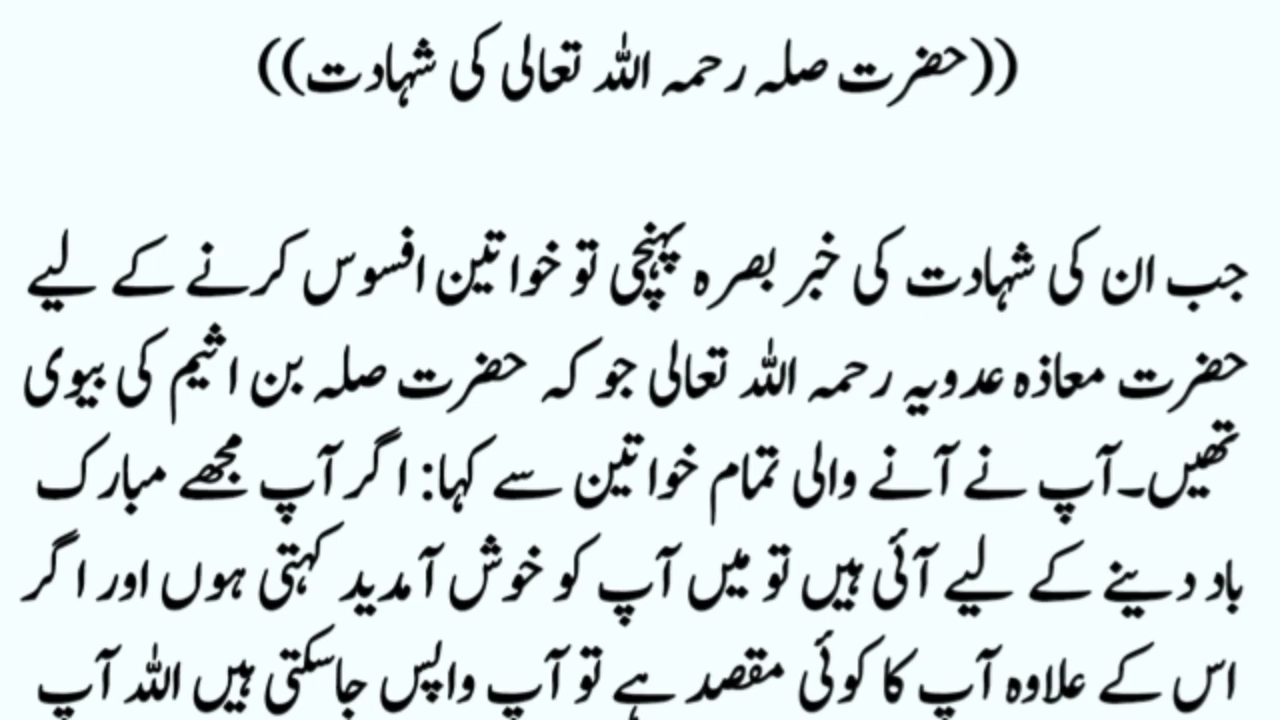 ((حضرت صلہ رحمہ اللہ تعالی کی شہادت))
جب ان کی شہادت کی خبر بصرہ پہنچی تو خواتین افسوس کرنے کے لیے
حضرت معاذہ عدویہ رحمہ اللہ تعالی جو کہ حضرت صلہ بن اثیم کی بیوی
تھیں۔آپ نے آنے والی تمام خواتین سے کہا: اگر آپ مجھے مبارک
باد دینے کے لیے آئی ہیں تو میں آپ کو خوش آمدید کہتی ہوں اور اگر
اس کے علاوہ آپ کا کوئی مقصد ہے تو آپ واپس جاسکتی ہیں اللہ آپ